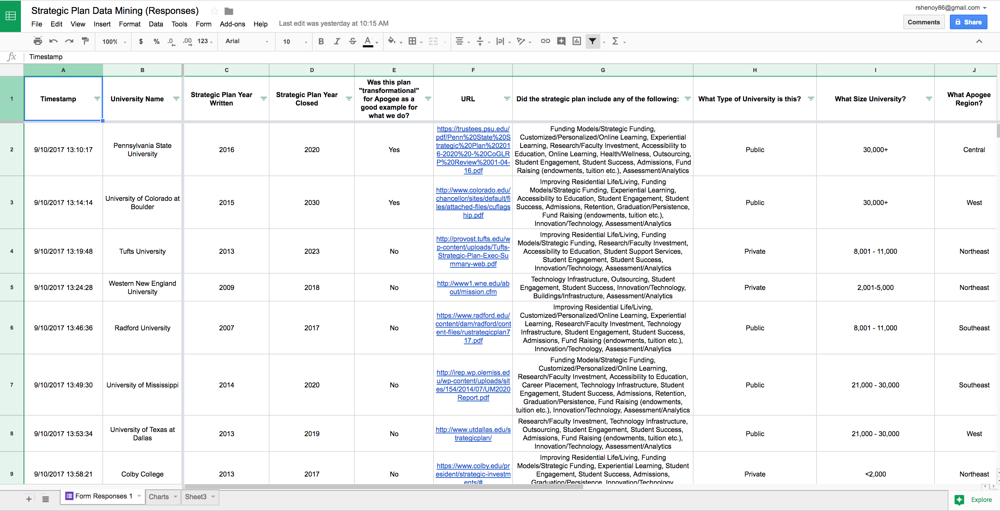 Strategic Plan Data Mining (Responses)
rshenoy86@gmail.com
File Edit View Insert Format Data Tools Form Add-ons Help Last edit was yesterday at 10:15 AM
Comments
Share
100% $ % .0 .00 123 Arial 10 B I S A
fx Timestamp
A B C D E F G H I J
1
Timestamp
University Name
Strategic Plan Year
Written
Strategic Plan Year
Closed
Was this plan
"transformational"
for Apogee as a
good example for
what we do?
URL
Did the strategic plan include any of the following:
What Type of University is this?
What Size University?
What Apogee
Region?
2
9/10/2017 13:10:17
Pennsylvania State
University
2016
2020
Yes
https://trustees.psu.edu/
pdf/Penn%20State%20S
trategic%20Plan%20201
6-2020%20-%20CoGLR
P%20Review%2001-04-
16.pdf
Funding Models/Strategic Funding,
Customized/Personalized/Online Learning, Experiential
Learning, Research/Faculty Investment, Accessibility to
Education, Online Learning, Health/Wellness, Outsourcing,
Student Engagement, Student Success, Admissions, Fund
Raising (endowments, tuition etc.), Assessment/Analytics
Public
30,000+
Central
3
9/10/2017 13:14:14
University of Colorado at
Boulder
2015
2030
Yes
http://www.colorado.edu/
chancellor/sites/default/fi
les/attached-files/cuflags
hip.pdf
Improving Residential Life/Living, Funding
Models/Strategic Funding, Experiential Learning,
Accessibility to Education, Student Engagement, Student
Success, Admissions, Retention, Graduation/Persistence,
Fund Raising (endowments, tuition etc.),
Innovation/Technology, Assessment/Analytics
Public
30,000+
West
4
9/10/2017 13:19:48
Tufts University
2013
2023
No
http://provost.tufts.edu/w
p-content/uploads/Tufts-
Strategic-Plan-Exec-Su
mmary-web.pdf
Improving Residential Life/Living, Funding
Models/Strategic Funding, Research/Faculty Investment,
Accessibility to Education, Student Support Services,
Student Engagement, Student Success,
Innovation/Technology, Assessment/Analytics
Private
8,001 - 11,000
Northeast
5
9/10/2017 13:24:28
Western New England
University
2009
2018
No
http://www1.wne.edu/ab
out/mission.cfm
Technology Infrastructure, Outsourcing, Student
Engagement, Student Success, Innovation/Technology,
Buildings/Infrastructure, Assessment/Analytics
Private
2,001-5,000
Northeast
6
9/10/2017 13:46:36
Radford University
2007
2017
No
https://www.radford.edu/
content/dam/radford/cont
ent-files/rustrategicplan7
17.pdf
Improving Residential Life/Living,
Customized/Personalized/Online Learning, Experiential
Learning, Research/Faculty Investment, Technology
Infrastructure, Student Engagement, Student Success,
Admissions, Fund Raising (endowments, tuition etc.),
Innovation/Technology, Assessment/Analytics
Public
8,001 - 11,000
Southeast
7
9/10/2017 13:49:30
University of Mississippi
2014
2020
No
http://irep.wp.olemiss.ed
u/wp-content/uploads/sit
es/154/2014/07/UM2020
Report.pdf
Funding Models/Strategic Funding,
Customized/Personalized/Online Learning,
Research/Faculty Investment, Accessibility to Education,
Career Placement, Technology Infrastructure, Student
Engagement, Student Success, Admissions, Retention,
Graduation/Persistence, Fund Raising (endowments,
tuition etc.), Innovation/Technology, Assessment/Analytics
Public
21,000 - 30,000
Southeast
8
9/10/2017 13:53:34
University of Texas at
Dallas
2013
2019
No
http://www.utdallas.edu/s
trategicplan/
Research/Faculty Investment, Technology Infrastructure,
Outsourcing, Student Engagement, Student Success,
Admissions, Fund Raising (endowments, tuition etc.),
Innovation/Technology, Assessment/Analytics
Public
21,000 - 30,000
West
9
9/10/2017 13:58:21
Colby College
2013
2017
No
https://www.colby.edu/pr
esident/strategic-investm
ents/#
Improving Residential Life/Living, Funding
Models/Strategic Funding, Experiential Learning, Student
Engagement, Student Success, Admissions,
Graduation/Persistence, Innovation/Technology
Private
<2,000
Northeast
Form Responses 1
Charts
Sheet3
Explore